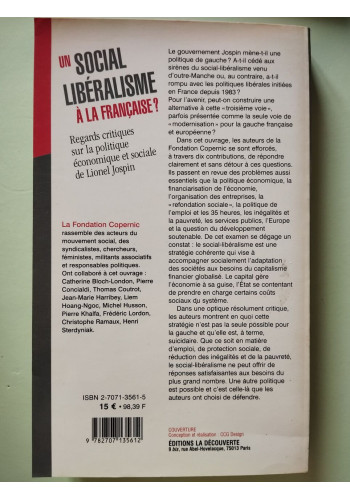 UN SOCIAL
LIBÉRALISME
À LA FRANÇAISE ?
Regards critiques
sur la politique
économique et sociale
de Lionel Jospin
La Fondation Copernic
rassemble des acteurs du
mouvement social, des
syndicalistes, chercheurs,
féministes, militants associatifs
et responsables politiques.
Ont collaboré à cet ouvrage :
Catherine Bloch-London, Pierre
Concialdi, Thomas Coutrot,
Jean-Marie Harribey, Liem
Hoang-Ngoc, Michel Husson,
Pierre Khalfa, Frédéric Lordon,
Christophe Ramaux, Henri
Sterdyniak.
ISBN 2-7071-3561-5
15 € • 98,39 F
9 782707 135612
Le gouvernement Jospin mène-t-il une
politique de gauche ? A-t-il cédé aux
sirènes du social-libéralisme venu
d'outre-Manche ou, au contraire, a-t-il
rompu avec les politiques libérales initiées
en France depuis 1983 ?
Pour l'avenir, peut-on construire une
alternative à cette « troisième voie »,
parfois présentée comme la seule voie de
« modernisation » pour la gauche française
et européenne ?
Dans cet ouvrage, les auteurs de la
Fondation Copernic se sont efforcés,
à travers dix contributions, de répondre
clairement et sans détour à ces questions.
Ils passent en revue des problèmes aussi
essentiels que la politique économique, la
financiarisation de l'économie,
l'organisation des entreprises, la
« refondation sociale », la politique de
l'emploi et les 35 heures, les inégalités et la
pauvreté, les services publics, l'Europe
et la question du développement
soutenable. De cet examen se dégage un
constat : le social-libéralisme est une
stratégie cohérente qui vise à
accompagner socialement l'adaptation
des sociétés aux besoins du capitalisme
financier globalisé. Le capital gère
l'économie à sa guise, l'État se contentant
de prendre en charge certains coûts
sociaux du système.
Dans une optique résolument critique, les
auteurs montrent en quoi cette
stratégie n'est pas la seule possible pour
la gauche et qu'elle est, à terme,
suicidaire. Que ce soit en matière
d'emploi, de protection sociale, de
réduction des inégalités et de la pauvreté,
le social-libéralisme ne peut offrir de
réponses satisfaisantes aux besoins du
plus grand nombre. Une autre politique
est possible et c'est celle-là que les
auteurs ont choisi de défendre.
COUVERTURE
Conception et réalisation : CCG Design
ÉDITIONS LA DÉCOUVERTE
9 bis, rue Abel-Hovelacque, 75013 Paris